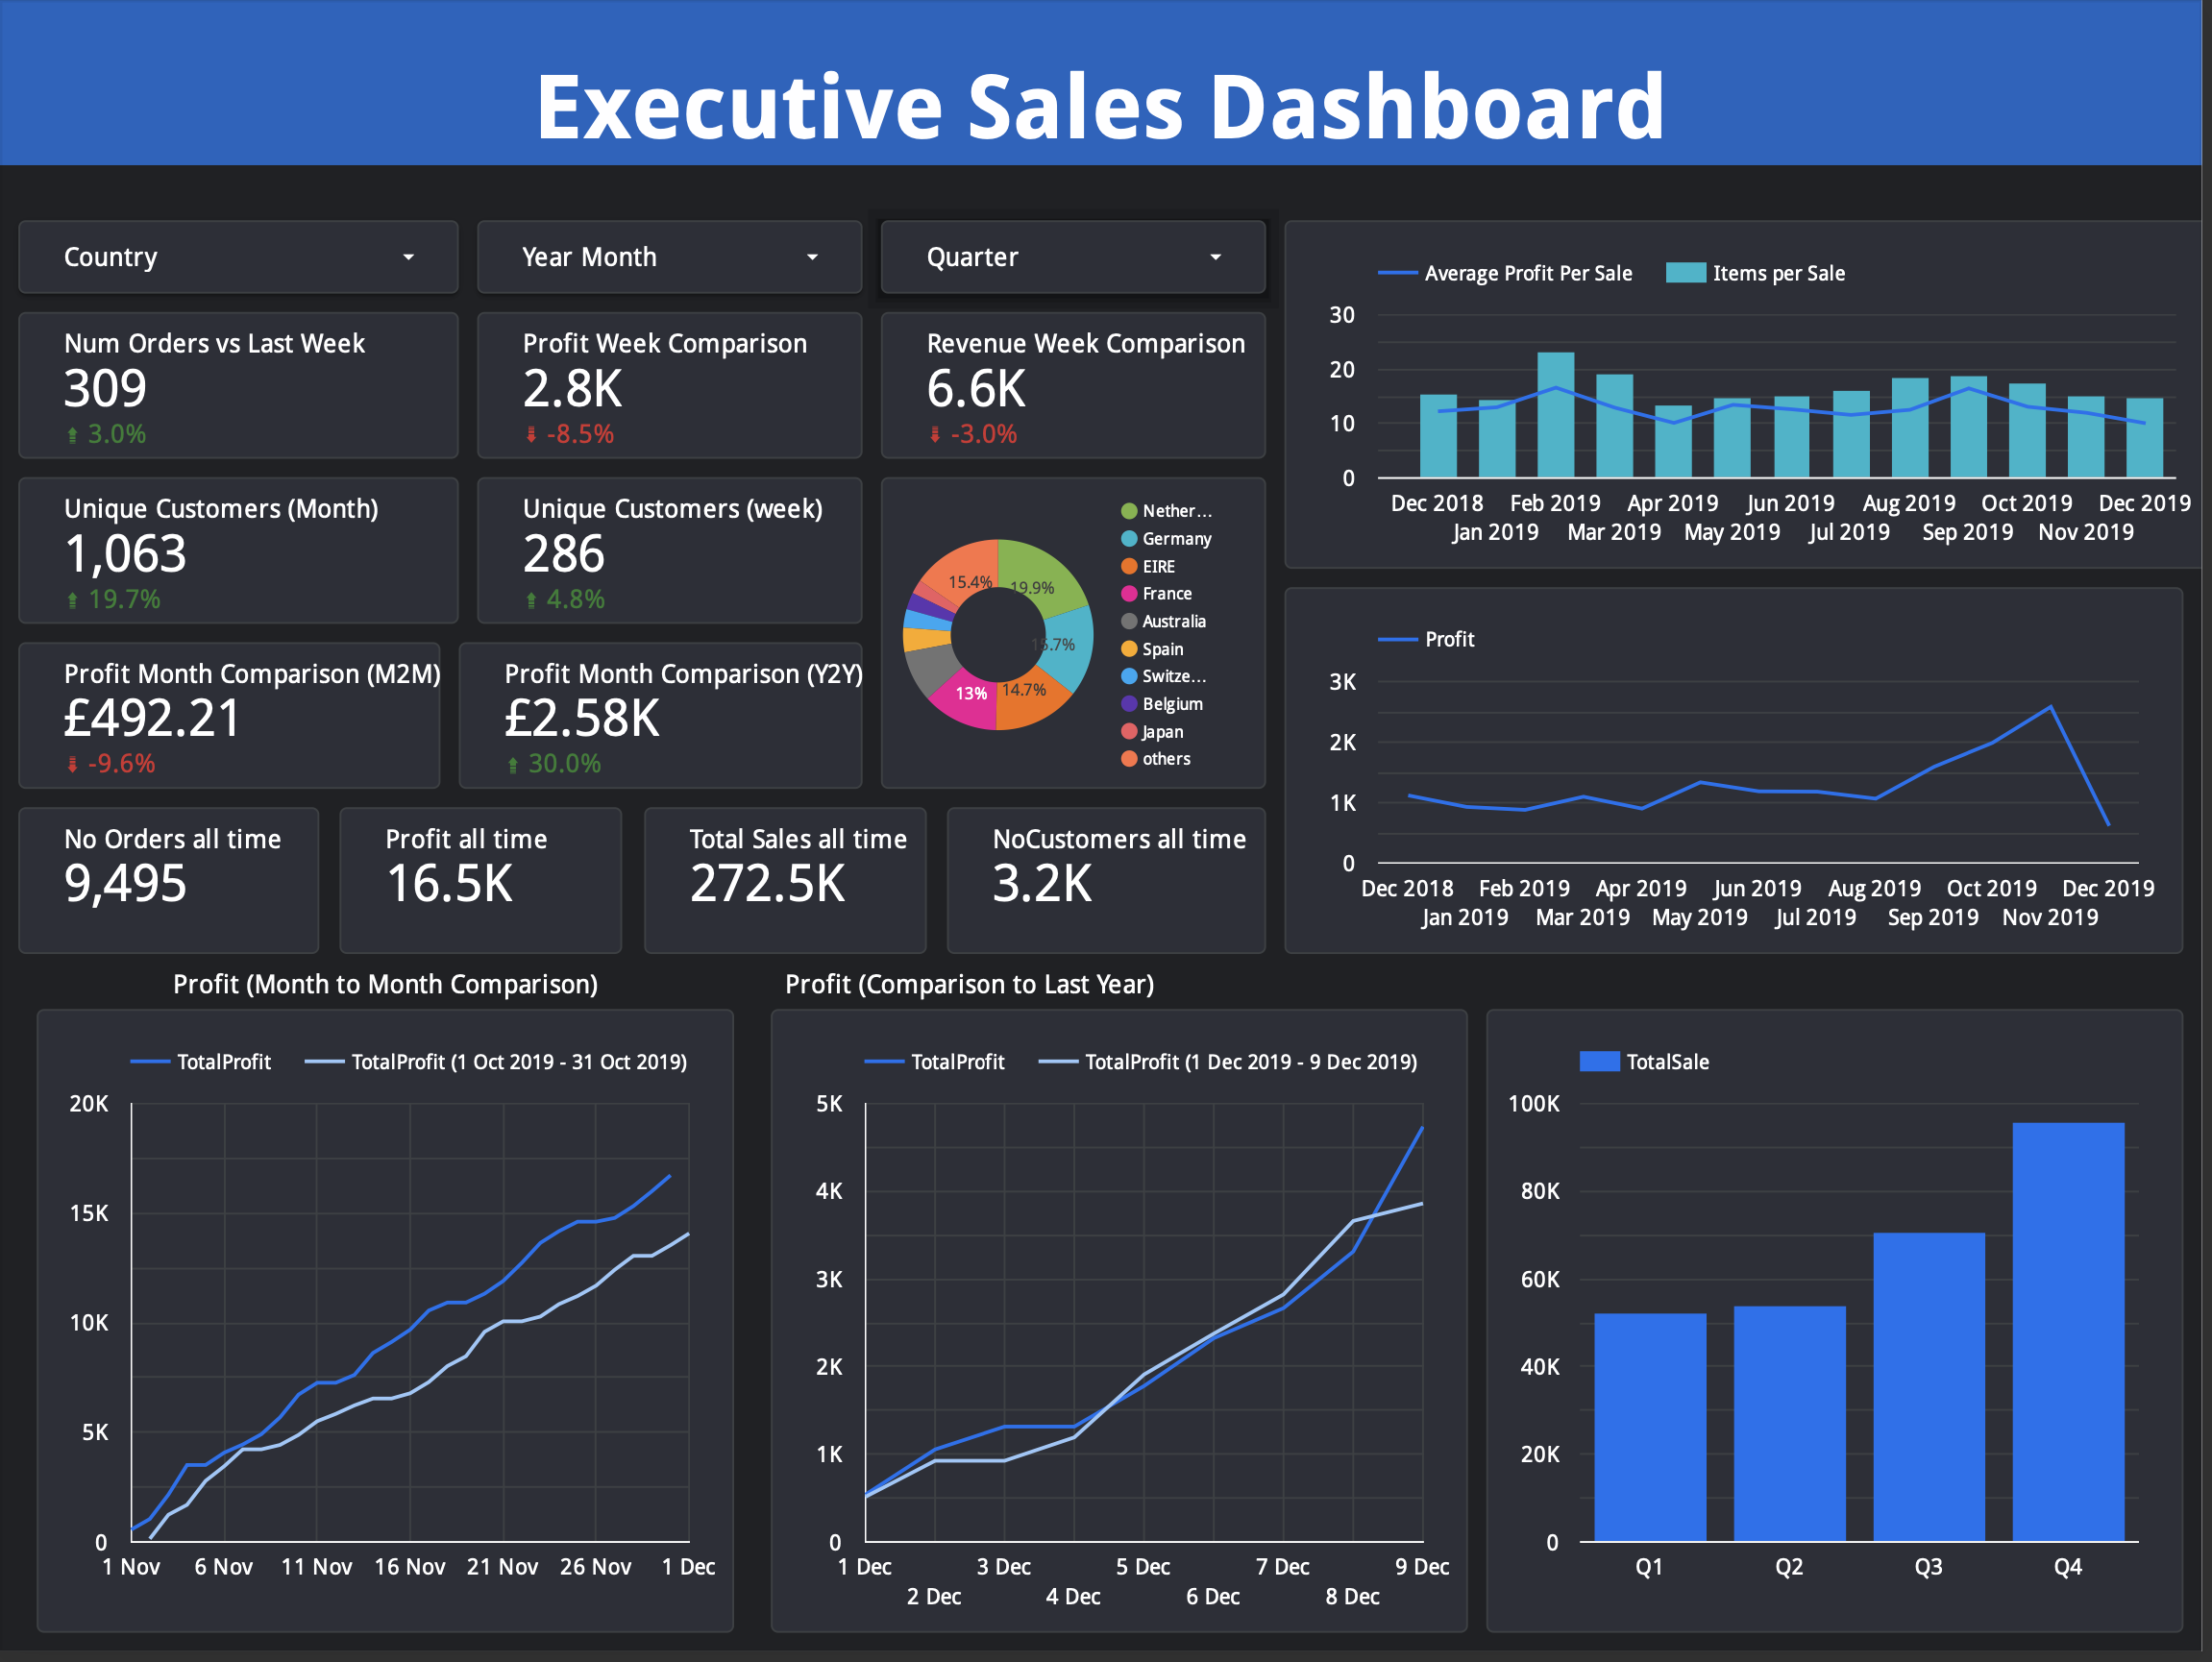 Executive Sales Dashboard
Country
Year Month
Quarter
Num Orders vs Last Week
309
3.0%
Profit Week Comparison
2.8K
-8.5%
Revenue Week Comparison
6.6K
-3.0%
Unique Customers (Month)
1,063
19.7%
Unique Customers (week)
286
4.8%
15.4%
19.9%
15.7%
14.7%
13%
Nether...
Germany
EIRE
France
Australia
Spain
Switze...
Belgium
Japan
others
Profit Month Comparison (M2M)
£492.21
-9.6%
Profit Month Comparison (Y2Y)
£2.58K
30.0%
No Orders all time
9,495
Profit all time
16.5K
Total Sales all time
272.5K
NoCustomers all time
3.2K
Average Profit Per Sale Items per Sale
30
20
10
0
Dec 2018 Feb 2019 Apr 2019 Jun 2019 Aug 2019 Oct 2019 Dec 2019
Jan 2019 Mar 2019 May 2019 Jul 2019 Sep 2019 Nov 2019
Profit
3K
2K
1K
0
Dec 2018 Feb 2019 Apr 2019 Jun 2019 Aug 2019 Oct 2019 Dec 2019
Jan 2019 Mar 2019 May 2019 Jul 2019 Sep 2019 Nov 2019
Profit (Month to Month Comparison)
TotalProfit TotalProfit (1 Oct 2019 - 31 Oct 2019)
20K
15K
10K
5K
0
1 Nov 6 Nov 11 Nov 16 Nov 21 Nov 26 Nov 1 Dec
Profit (Comparison to Last Year)
TotalProfit TotalProfit (1 Dec 2019 - 9 Dec 2019)
5K
4K
3K
2K
1K
0
1 Dec 3 Dec 5 Dec 7 Dec 9 Dec
2 Dec 4 Dec 6 Dec 8 Dec
TotalSale
100K
80K
60K
40K
20K
0
Q1 Q2 Q3 Q4